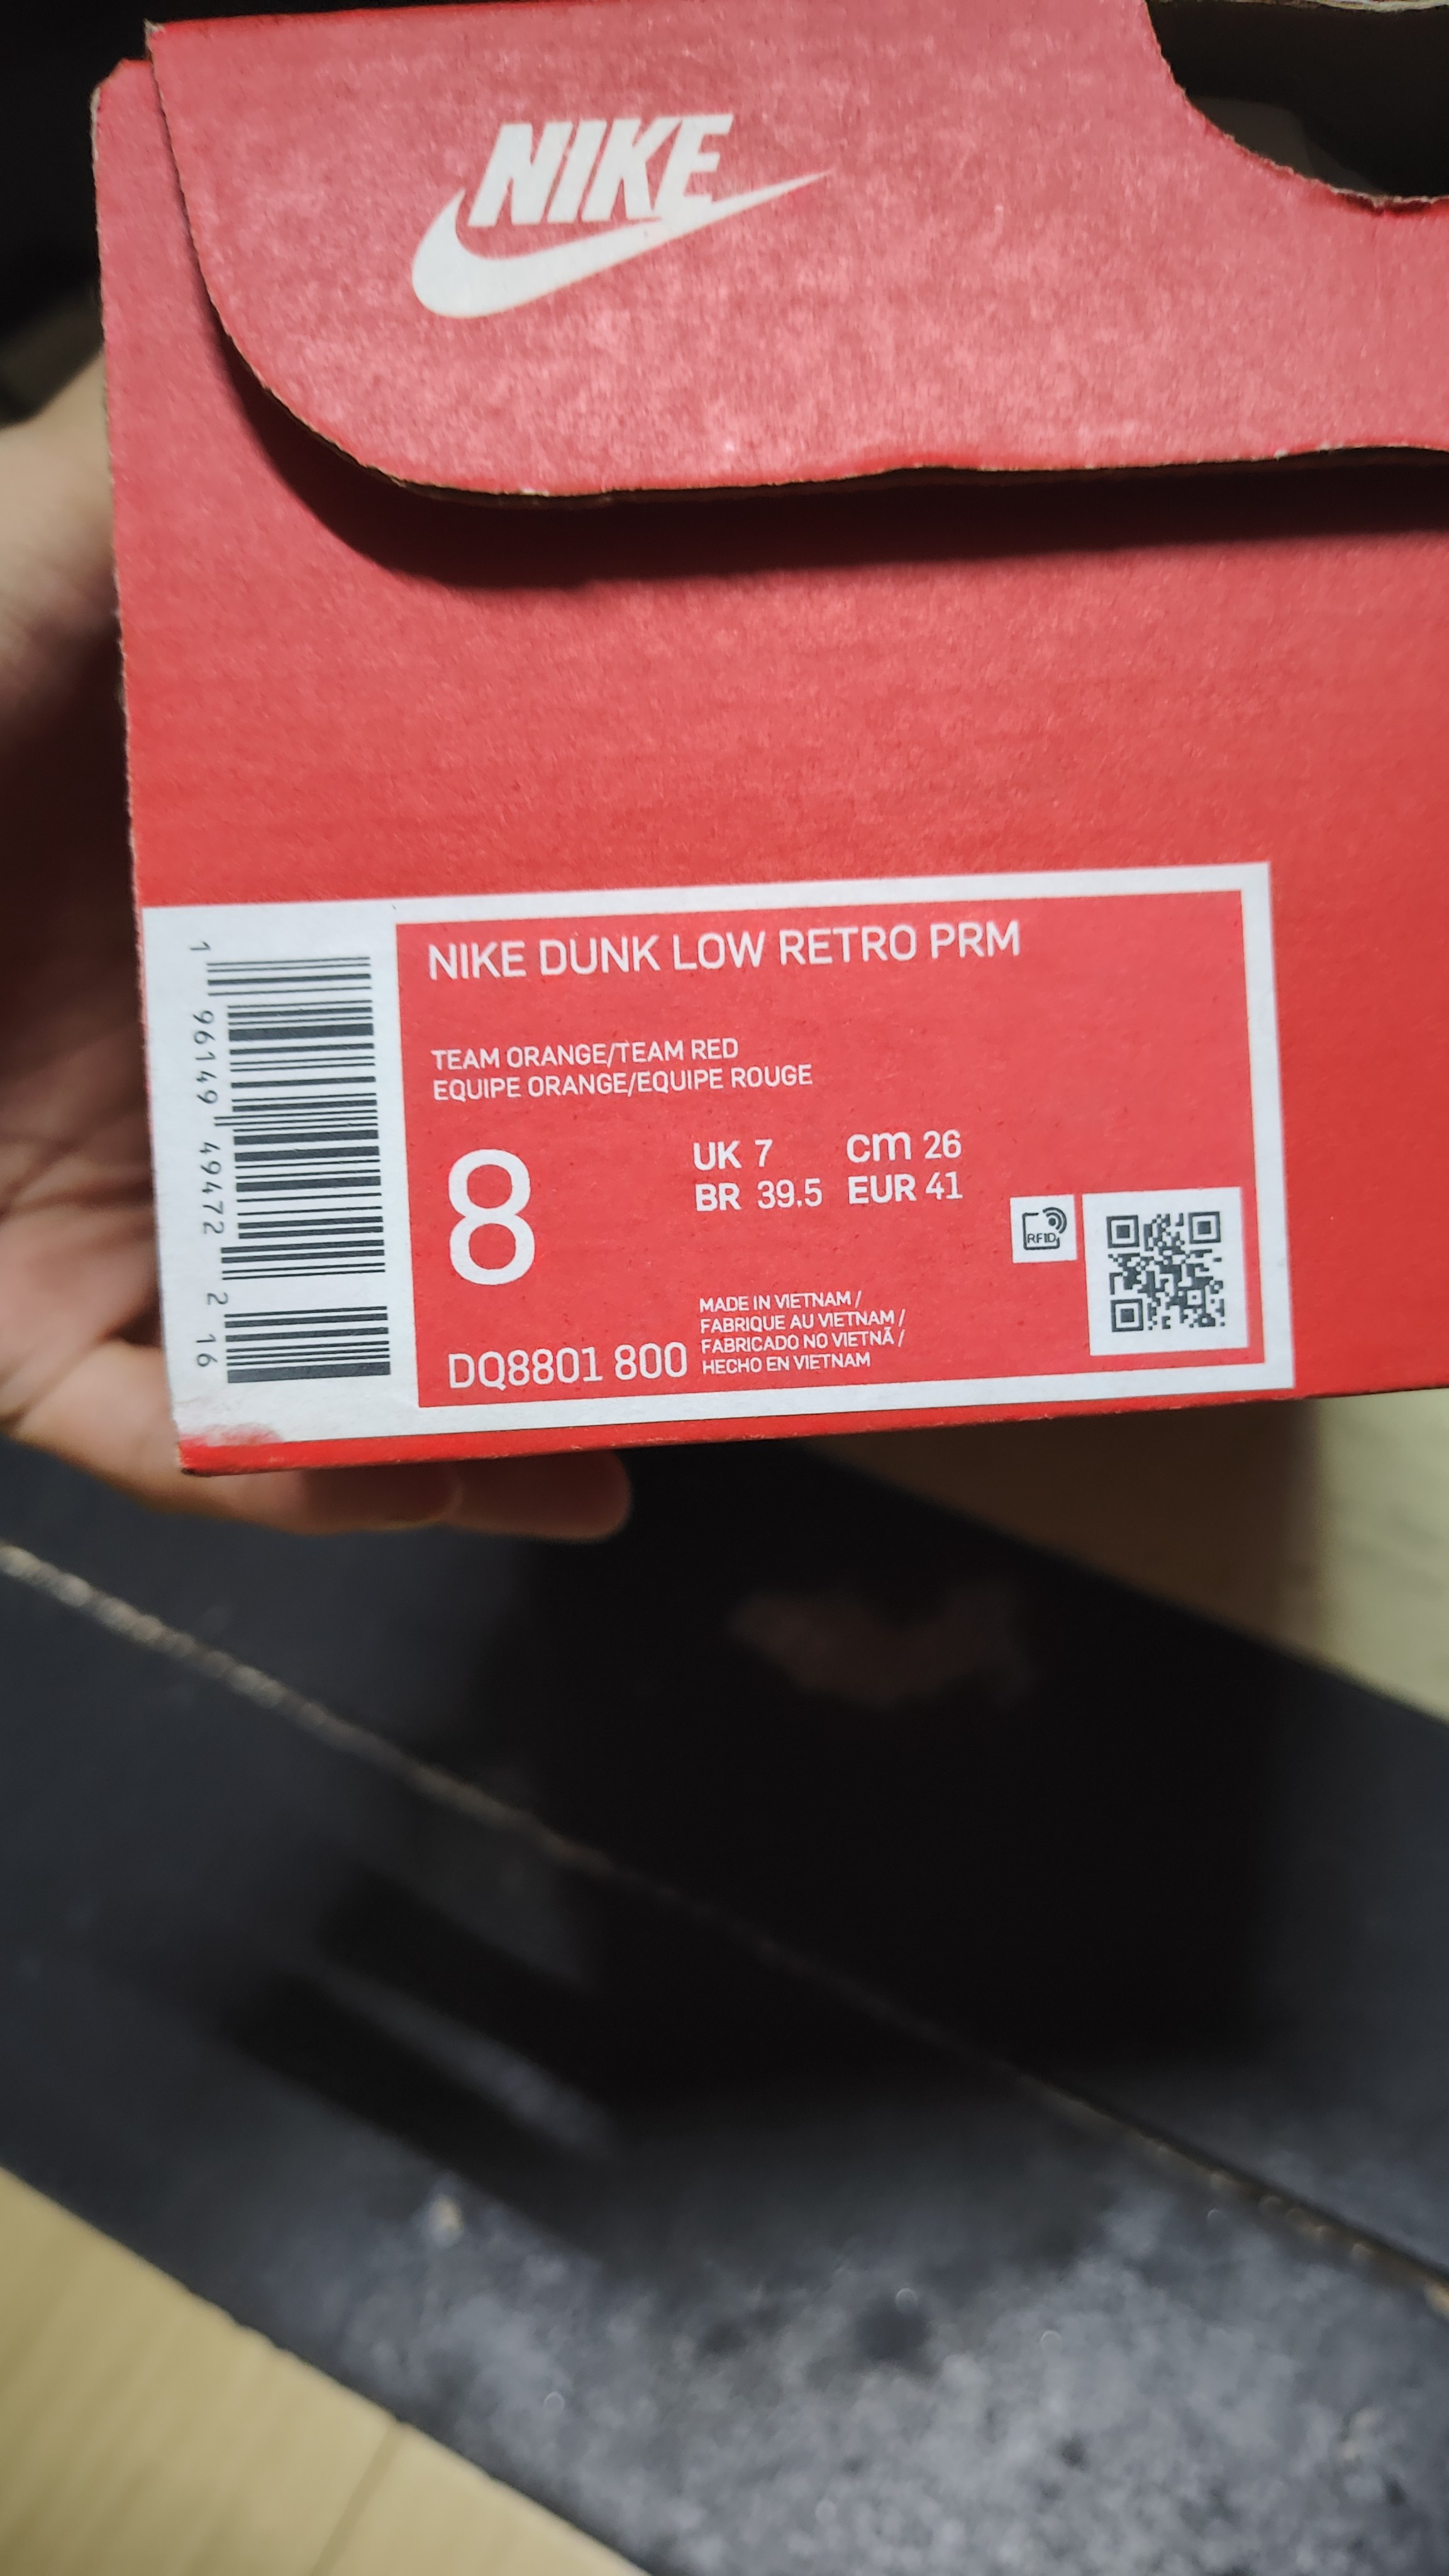 NIKE
NIKE DUNK LOW RETRO PRM
TEAM ORANGE/TEAM RED
EQUIPE ORANGE/EQUIPE ROUGE
8
UK 7 cm 26
BR 39.5 EUR 41
RFID
MADE IN VIETNAM /
FABRIQUE AU VIETNAM /
FABRICADO NO VIETNÃ /
HECHO EN VIETNAM
DQ8801 800
1 96149 49472 2 16